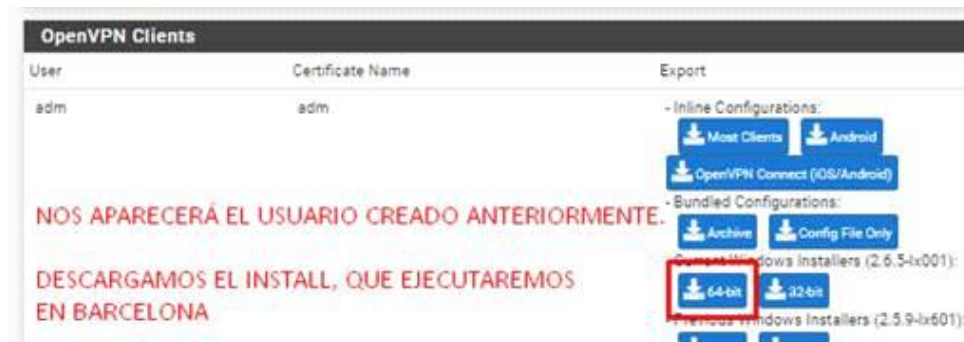 OpenVPN Clients
User Certificate Name Export
adm adm - Inline Configurations:
Most Clients Android
OpenVPN Connect (iOS/Android)
- Bundled Configurations:
NOS APARECERÁ EL USUARIO CREADO ANTERIORMENTE.
Archive Config File Only
- Current Windows Installers (2.6.5-Ix001):
DESCARGAMOS EL INSTALL, QUE EJECUTAREMOS
64-bit 32-bit
EN BARCELONA
- Previous Windows Installers (2.5.9-Ix601):